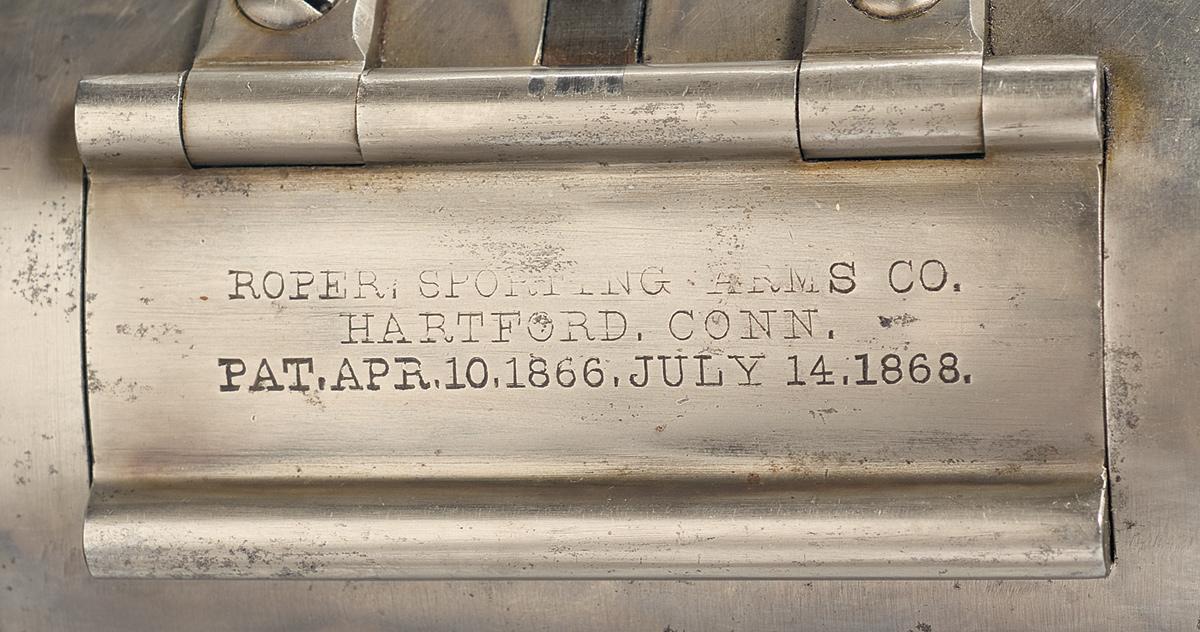 ROPER, SPORTING ARMS CO.
HARTFORD, CONN.
PAT.APR.10.1866.JULY 14.1868.